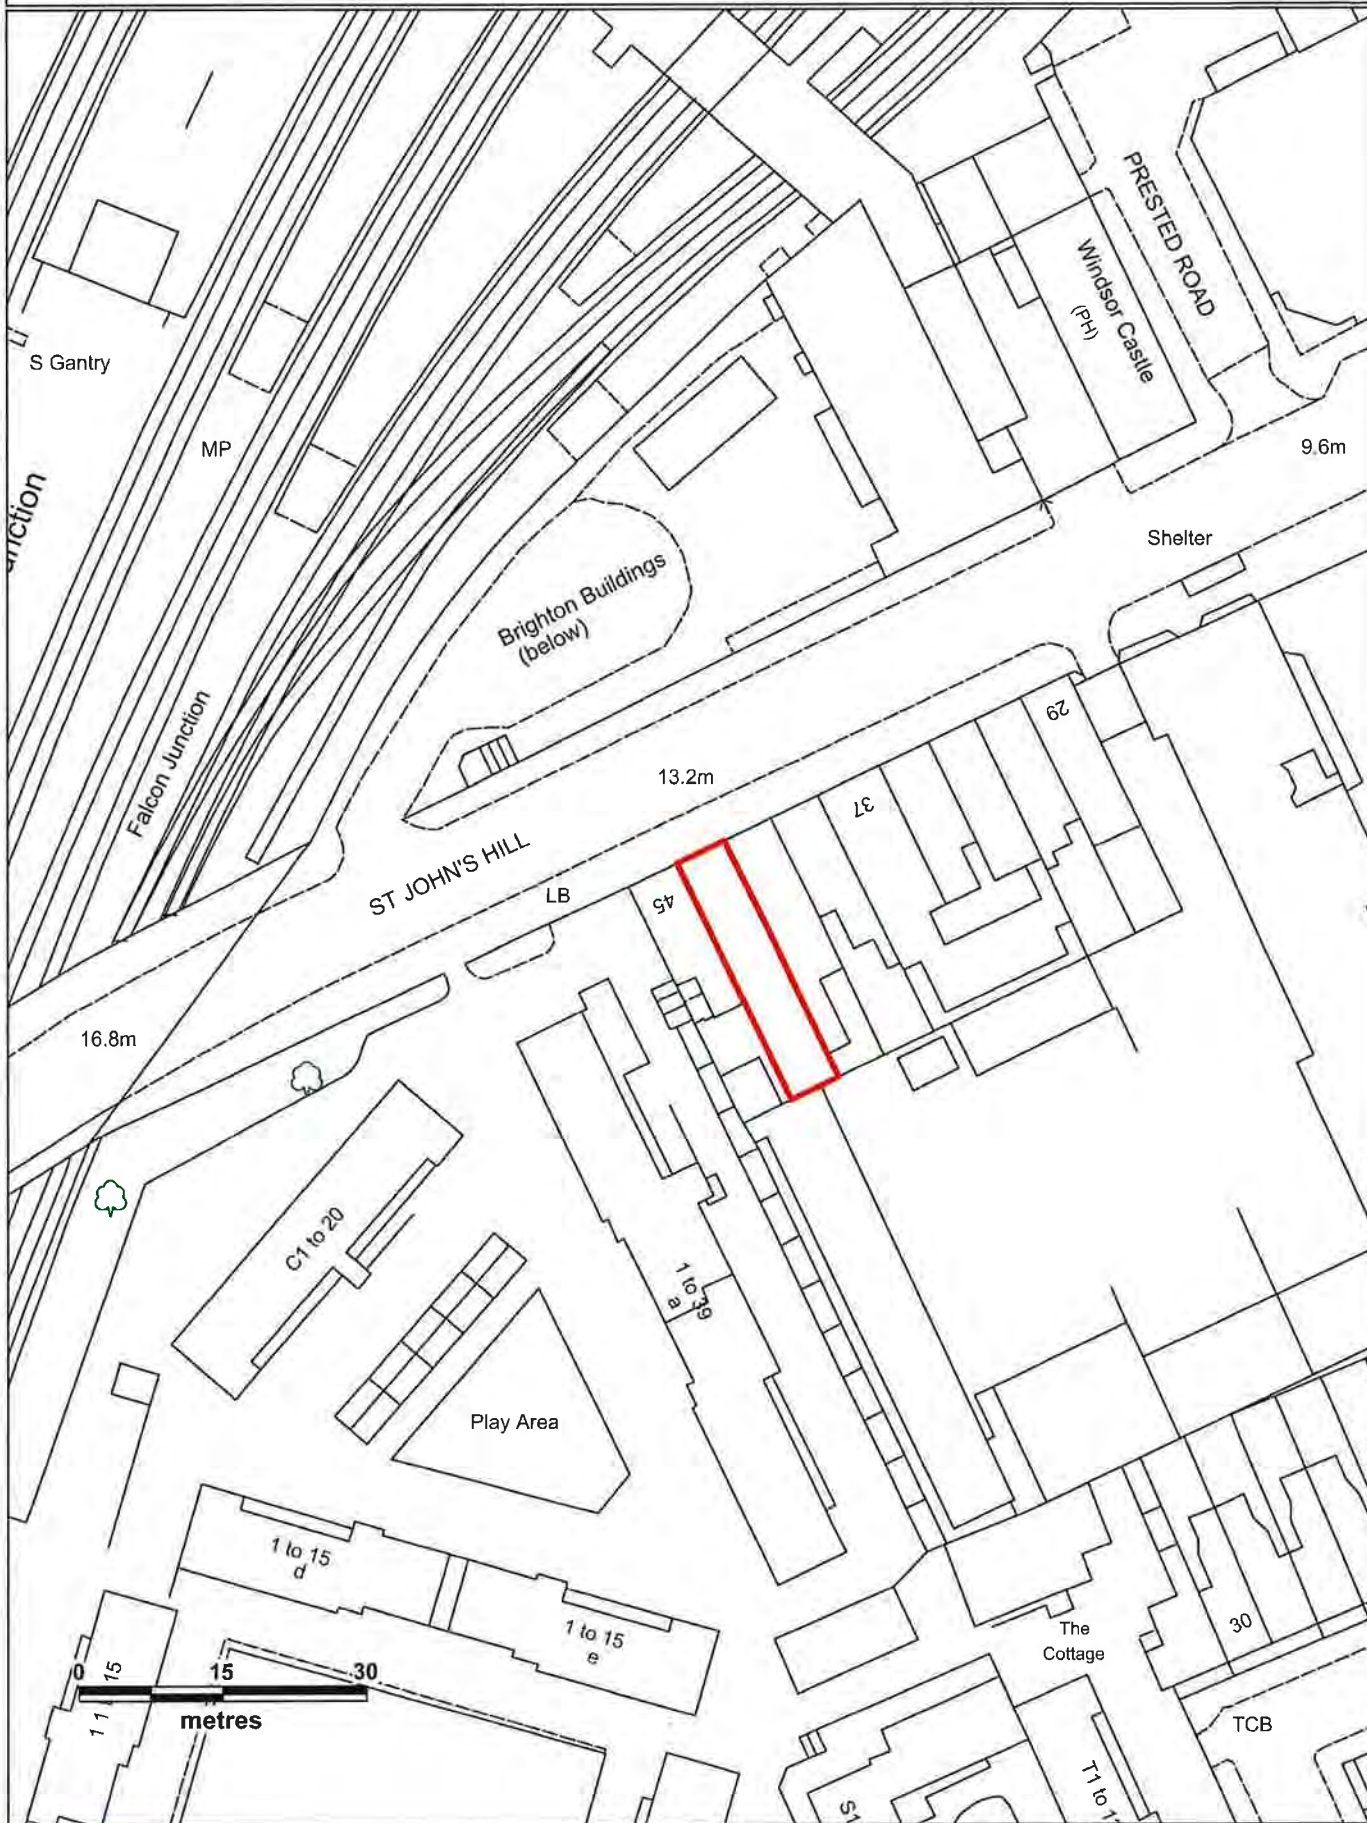 PRESTED ROAD
Windsor Castle
(PH)
S Gantry
MP
9.6m
Shelter
Brighton Buildings
(below)
Falcon Junction
29
13.2m
37
ST JOHN'S HILL
LB
45
16.8m
C1 to 20
1 to 39
a
Play Area
1 to 15
d
1 to 15
e
The
Cottage
30
TCB
0 15 30
metres